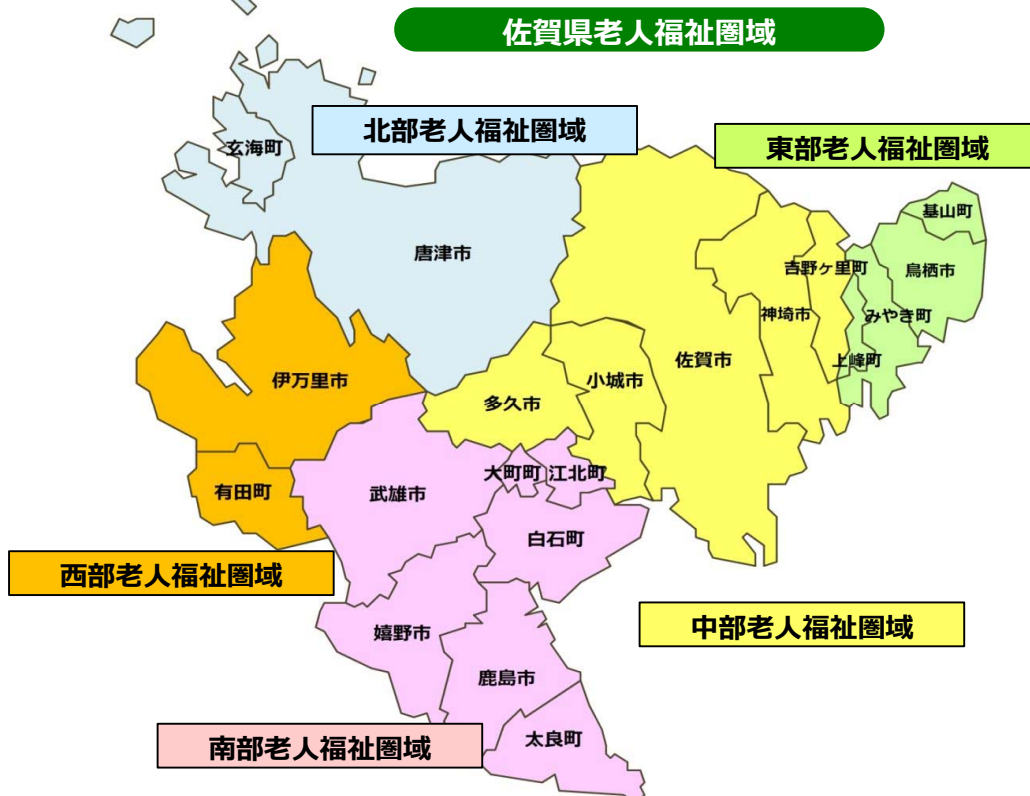 佐賀県老人福祉圏域
北部老人福祉圏域
東部老人福祉圏域
玄海町
基山町
唐津市
吉野ヶ里町
鳥栖市
神埼市
みやき町
伊万里市
多久市
小城市
佐賀市
上峰町
有田町
武雄市
大町町
江北町
白石町
西部老人福祉圏域
嬉野市
中部老人福祉圏域
鹿島市
南部老人福祉圏域
太良町